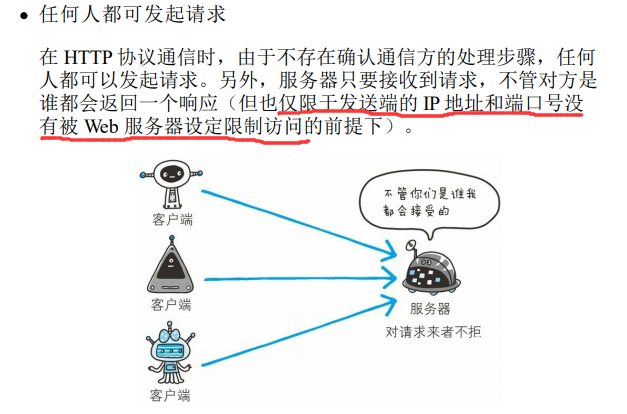 任何人都可发起请求
在 HTTP 协议通信时，由于不存在确认通信方的处理步骤，任何
人都可以发起请求。另外，服务器只要接收到请求，不管对方是
谁都会返回一个响应（但也仅限于发送端的 IP 地址和端口号没
有被 Web 服务器设定限制访问的前提下）。
不管你们是谁我
都会接受的
客户端
客户端
服务器
对请求来者不拒
客户端